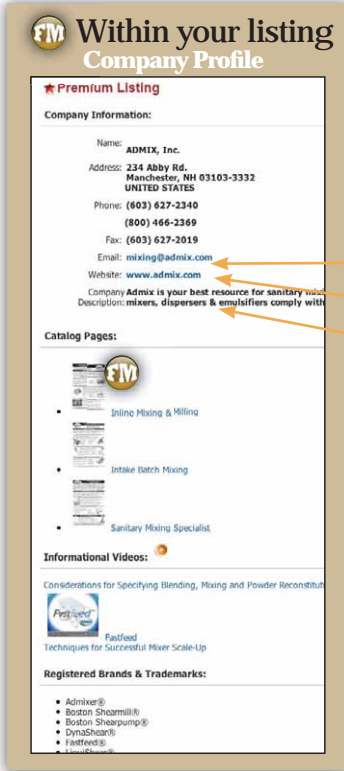 FM Within your listing
Company Profile
Premium Listing
Company Information:
Name: ADMIX, Inc.
Address: 234 Abby Rd.
Manchester, NH 03103-3332
UNITED STATES
Phone: (603) 627-2340
(800) 466-2369
Fax: (603) 627-2019
Email: mixing@admix.com
Website: www.admix.com
Company Admix is your best resource for sanitary
Description: mixers, dispersers & emulsifiers comply with
Catalog Pages:
FM
Inline Mixing & Milling
Intake Batch Mixing
Sanitary Mixing Specialist
Informational Videos:
Considerations for Specifying Blending, Mixing and Powder
Fastfeed
Fastfeed
Techniques for Successful Mixer Scale-Up
Registered Brands & Trademarks:
Admixer®
Boston Shearmill®
Boston Shearpump®
DynaShear®
Fastfeed®